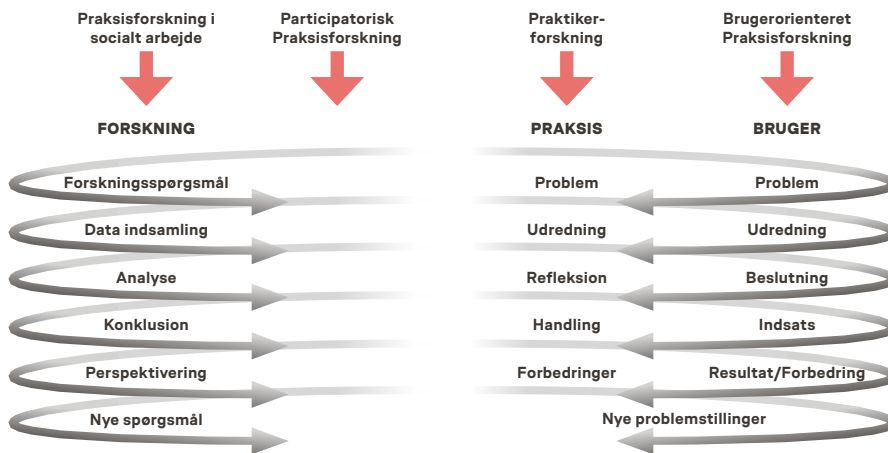 Praksisforskning i
socialt arbejde
Participatorisk
Praksisforskning
Praktiker-
forskning
Brugerorienteret
Praksisforskning
FORSKNING
PRAKSIS
BRUGER
Forskningsspørgsmål
Problem
Problem
Data indsamling
Udredning
Udredning
Analyse
Refleksion
Beslutning
Konklusion
Handling
Indsats
Perspektivering
Forbedringer
Resultat/Forbedring
Nye spørgsmål
Nye problemstillinger